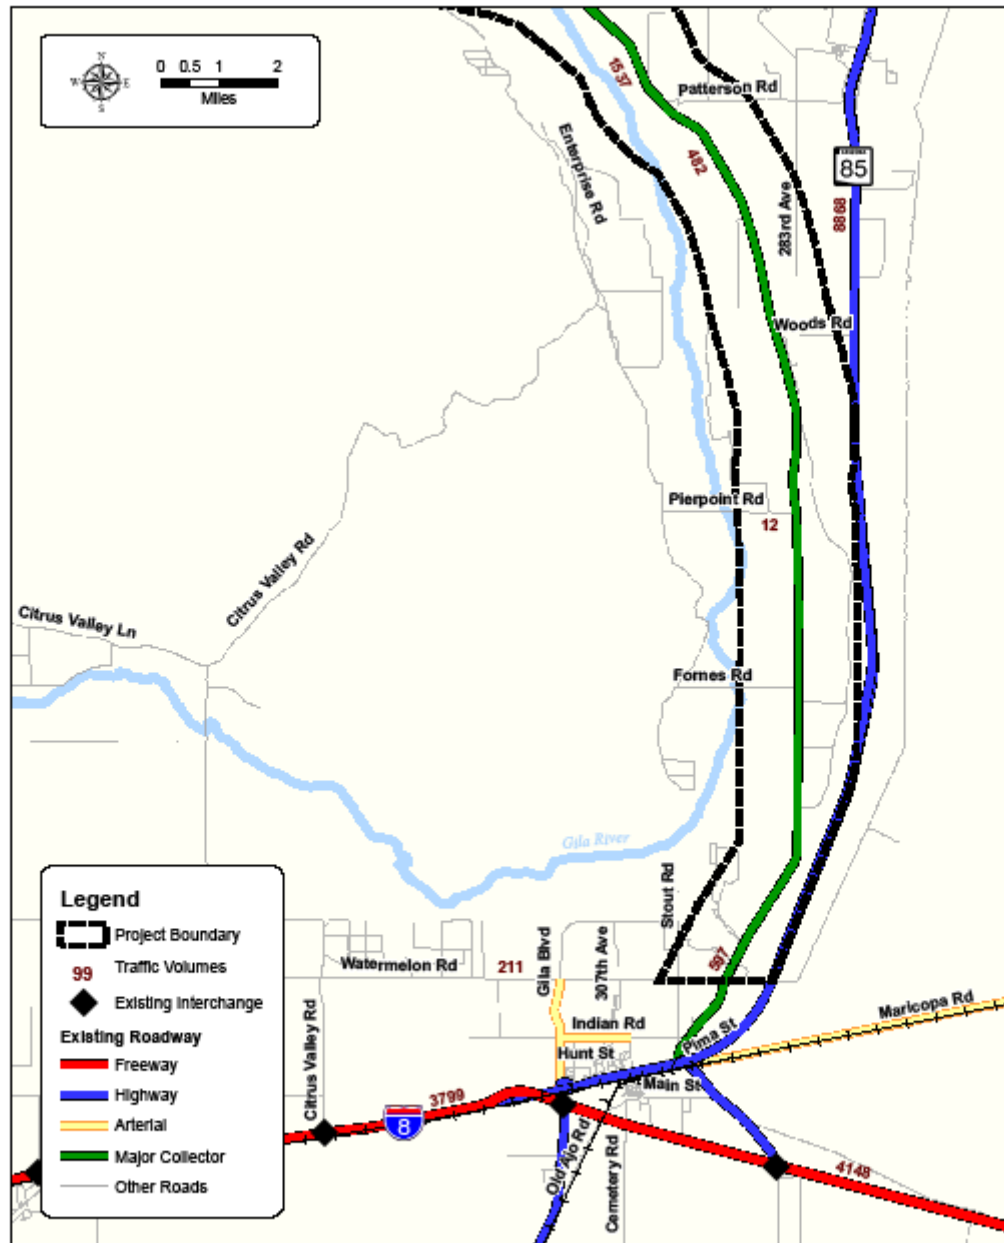 N
W E
S
0 0.5 1 2
Miles
1537
Patterson Rd
Enterprise Rd
482
ARIZONA
85
283rd Ave
8868
Woods Rd
Pierpoint Rd
12
Citrus Valley Rd
Citrus Valley Ln
Fornes Rd
Gila River
Stout Rd
597
Watermelon Rd
211
Gila Blvd
307th Ave
Maricopa Rd
Indian Rd
Pima St
Hunt St
Main St
Citrus Valley Rd
3799
8
Old Ajo Rd
Cemetery Rd
4148
Legend
Project Boundary
99 Traffic Volumes
Existing Interchange
Existing Roadway
Freeway
Highway
Arterial
Major Collector
Other Roads